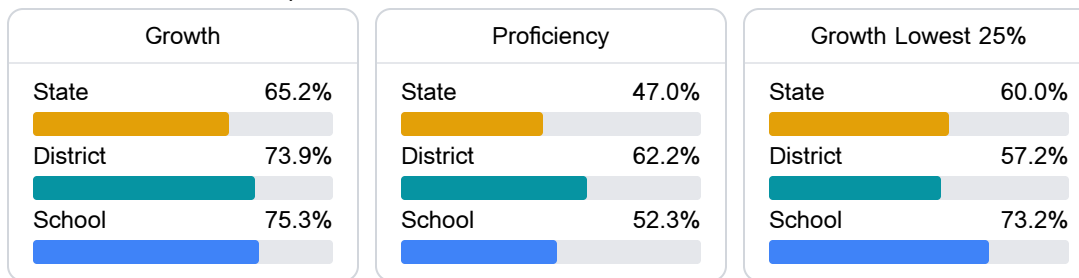 Growth
State 65.2%
District 73.9%
School 75.3%
Proficiency
State 47.0%
District 62.2%
School 52.3%
Growth Lowest 25%
State 60.0%
District 57.2%
School 73.2%